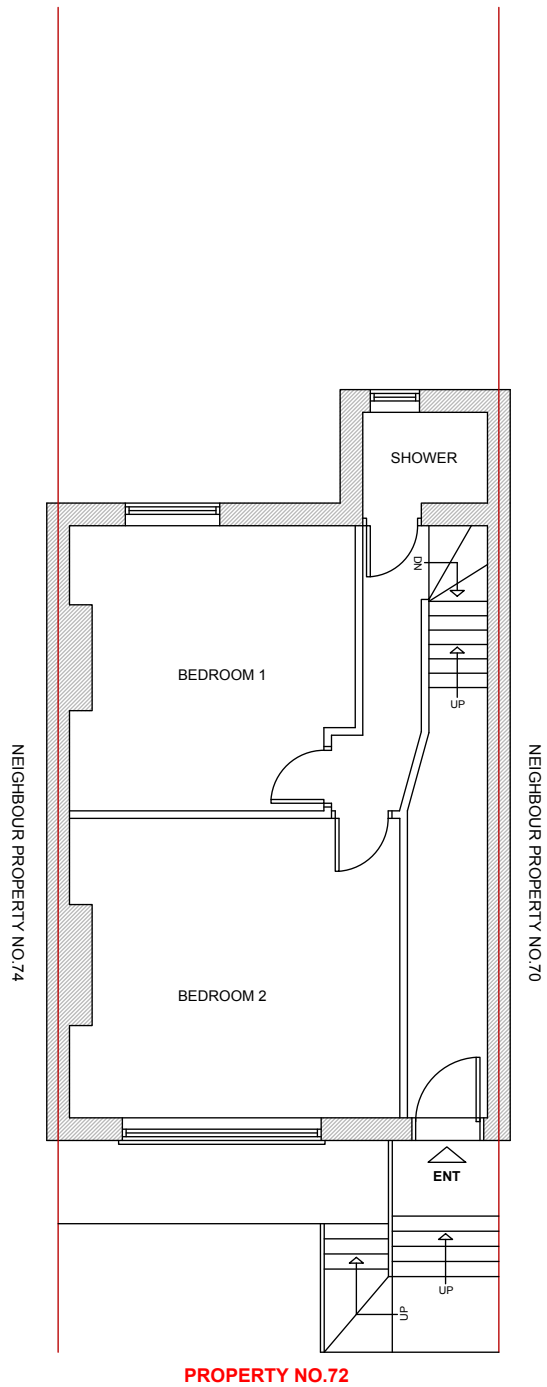 SHOWER
DN
BEDROOM 1
UP
NEIGHBOUR PROPERTY NO.74
NEIGHBOUR PROPERTY NO.70
BEDROOM 2
ENT
UP
UP
PROPERTY NO.72